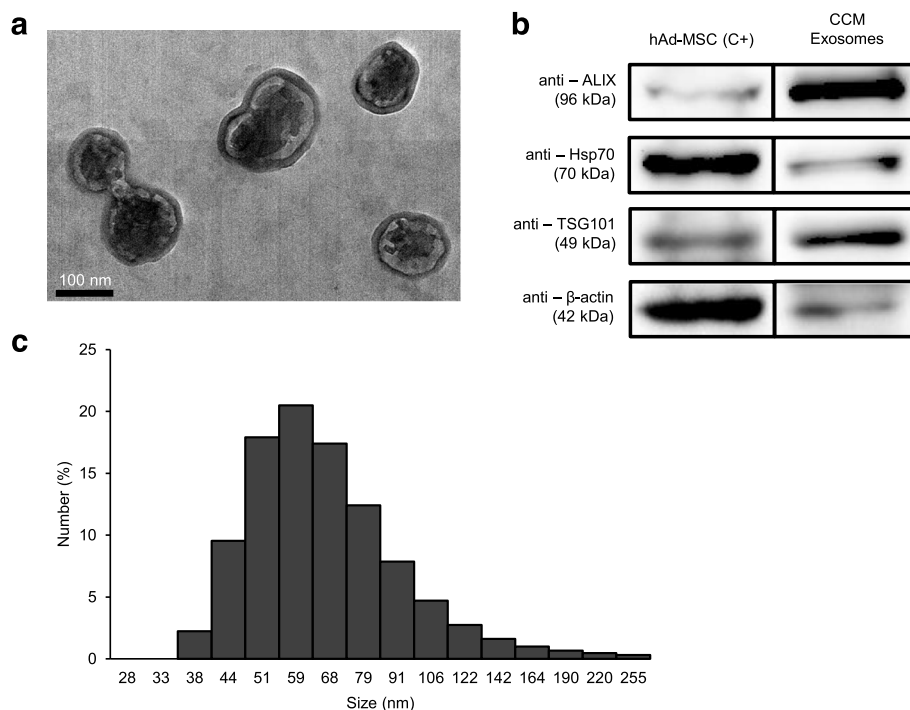 a
100 nm
b
hAd-MSC (C+)
CCM
Exosomes
anti – ALIX
(96 kDa)
anti – Hsp70
(70 kDa)
anti – TSG101
(49 kDa)
anti – β-actin
(42 kDa)
c
25
20
15
10
5
0
Number (%)
28 33 38 44 51 59 68 79 91 106 122 142 164 190 220 255
Size (nm)